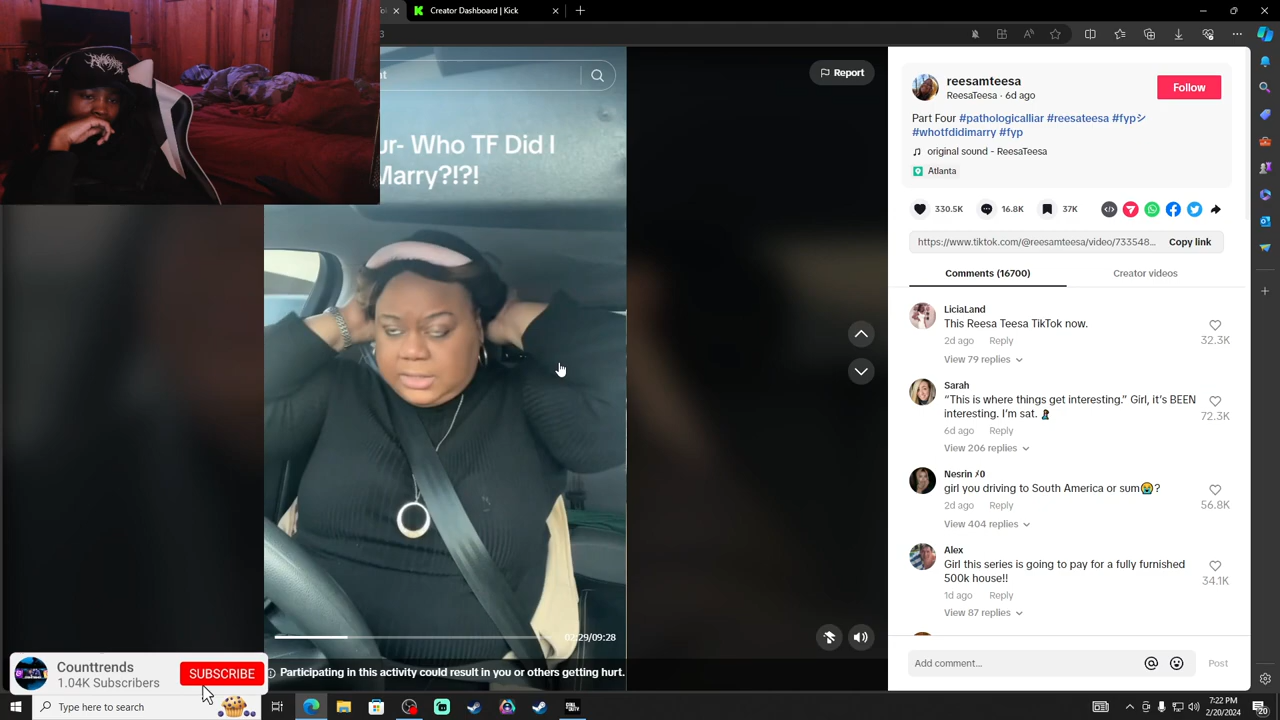 Creator Dashboard | Kick
Report
ur- Who TF Did I
Marry?!?!
02:29/09:28
Participating in this activity could result in you or others getting hurt.
reesamteesa
ReesaTeesa · 6d ago
Follow
Part Four #pathologicalliar #reesateesa #fypシ
#whotfdidimarry #fyp
original sound - ReesaTeesa
Atlanta
330.5K
16.8K
37K
https://www.tiktok.com/@reesamteesa/video/733548...
Copy link
Comments (16700)
Creator videos
LiciaLand
This Reesa Teesa TikTok now.
2d ago Reply
32.3K
View 79 replies
Sarah
“This is where things get interesting.” Girl, it’s BEEN
interesting. I’m sat. 🧎🏿‍♀️
72.3K
6d ago Reply
View 206 replies
Nesrin ⚡0
girl you driving to South America or sum😭?
56.8K
2d ago Reply
View 404 replies
Alex
Girl this series is going to pay for a fully furnished
500k house!!
34.1K
1d ago Reply
View 87 replies
Add comment...
Post
Counttrends
1.04K Subscribers
SUBSCRIBE
Type here to search
7:22 PM
2/20/2024